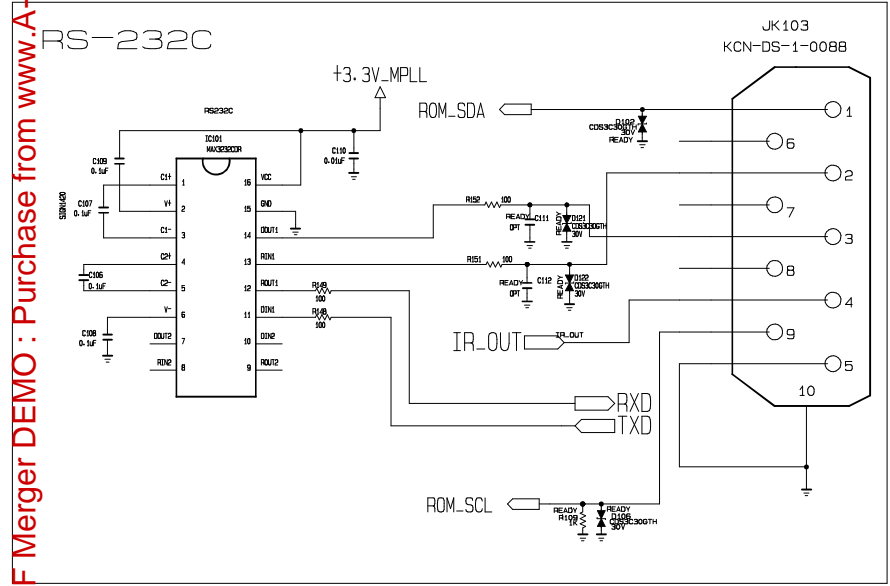 F Merger DEMO : Purchase from www.A-
RS-232C
JK103
KCN-DS-1-0088
+3.3V_MPLL
ROM_SDA
D102
CDS3C30GTH
30V
READY
RS232C
IC101
MAX3232CDR
C110
0.01uF
C109
0.1uF
C107
0.1uF
C106
0.1uF
C108
0.1uF
C1+
V+
C1-
C2+
C2-
V-
DOUT2
RIN2
1
2
3
4
5
6
7
8
16
15
14
13
12
11
10
9
VCC
GND
DOUT1
RIN1
ROUT1
DIN1
DIN2
ROUT2
R152
100
READY
C111
OPT
READY
D121
CDS3C30GTH
30V
R151
100
READY
C112
OPT
READY
D122
CDS3C30GTH
30V
R149
100
R148
100
IR_OUT
IR_OUT
RXD
TXD
ROM_SCL
READY
R109
1K
READY
D106
CDS3C30GTH
30V
1
6
2
7
3
8
4
9
5
10